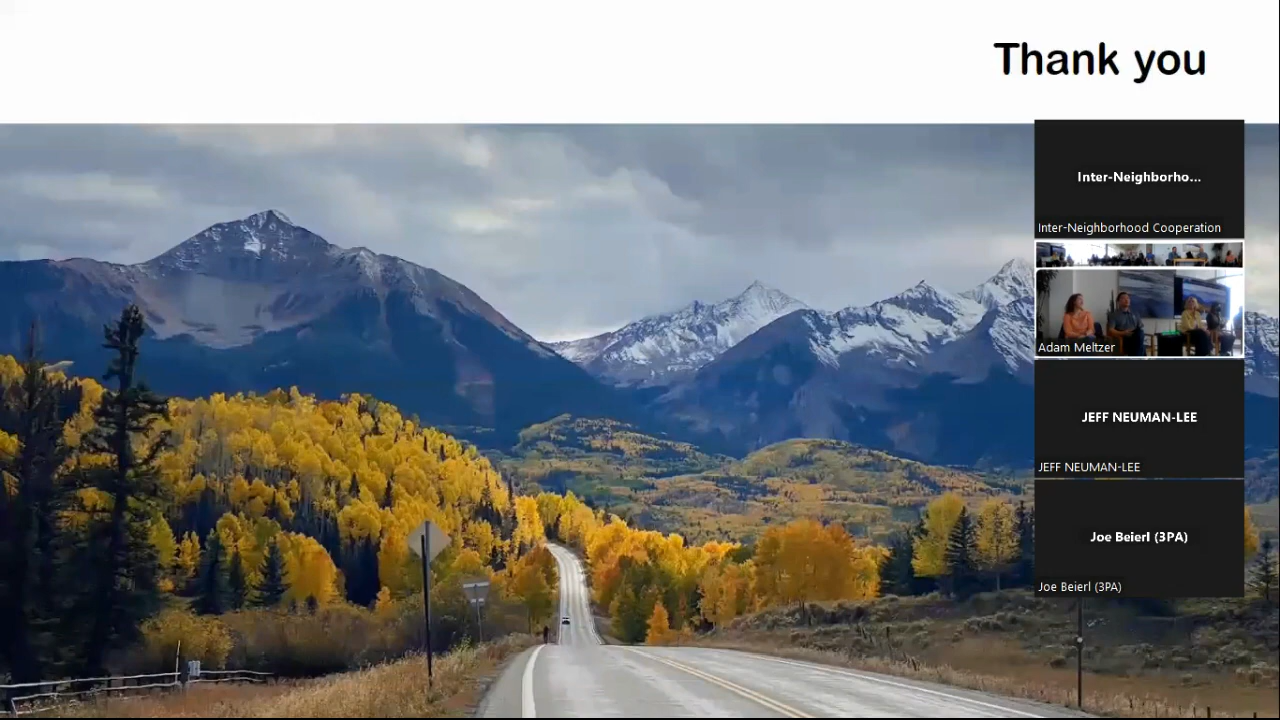 Thank you
Inter-Neighborho...
Inter-Neighborhood Cooperation
Adam Meltzer
JEFF NEUMAN-LEE
JEFF NEUMAN-LEE
Joe Beierl (3PA)
Joe Beierl (3PA)